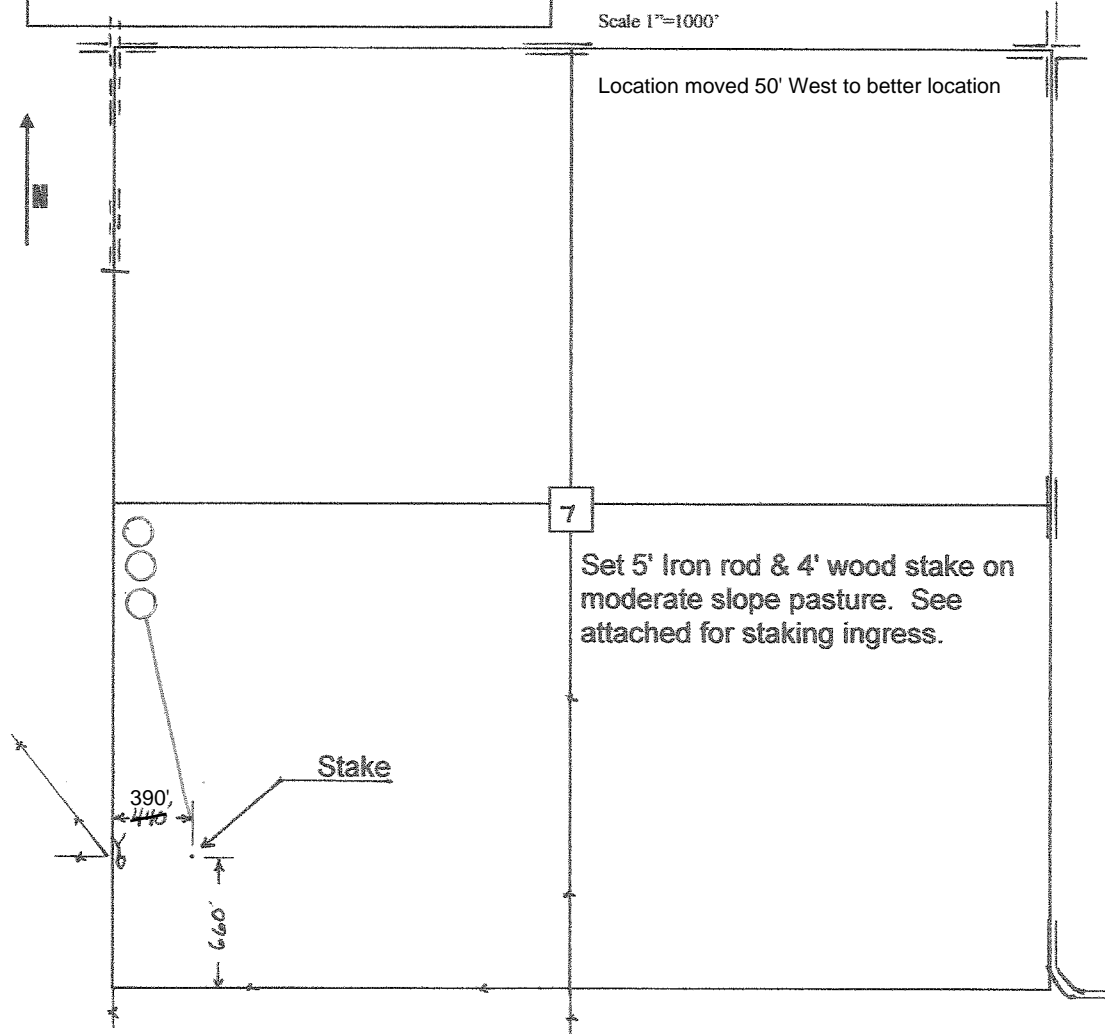 Scale 1"=1000'
Location moved 50' West to better location
7
Set 5' Iron rod & 4' wood stake on
moderate slope pasture. See
attached for staking ingress.
Stake
390'
440'
660'